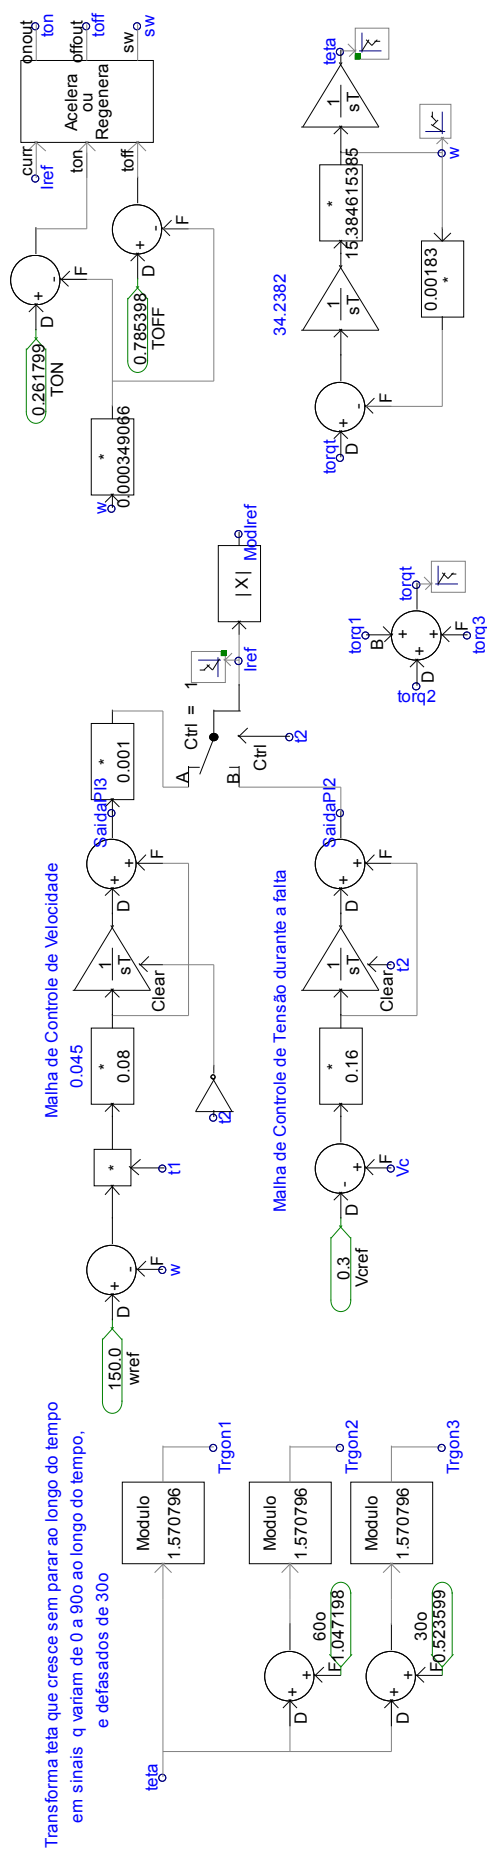 Transforma teta que cresce sem parar ao longo do tempo
em sinais q variam de 0 a 90o ao longo do tempo,
e defasados de 30o
teta
Modulo
1.570796
Trgon1
D
+
+
F
60o
1.047198
Modulo
1.570796
Trgon2
D
+
+
F
30o
0.523599
Modulo
1.570796
Trgon3
Malha de Controle de Velocidade
150.0
wref
D
+
-
F
w
*
t1
0.045
*
0.08
1
sT
Clear
t2
D
+
+
F
SaidaPI3
*
0.001
Malha de Controle de Tensão durante a falta
0.3
Vcref
D
-
+
F
Vc
*
0.16
1
sT
Clear
t2
D
+
+
F
SaidaPI2
A
B
Ctrl = 1
Ctrl
t2
Iref
|X|
ModIref
torq1
B
torq2
D
torq3
F
+
+
+
torqt
w
*
0.000349066
0.261799
TON
D
+
-
F
0.785398
TOFF
D
+
-
F
Iref
curr
ton
toff
Acelera
ou
Regenera
onout
ton
offout
toff
sw
sw
torqt
D
+
-
F
34.2382
1
sT
*
15.384615385
1
sT
teta
w
0.00183
*